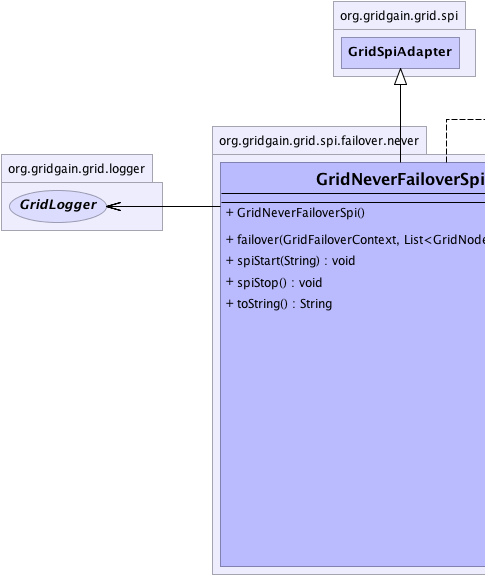 org.gridgain.grid.spi
GridSpiAdapter
org.gridgain.grid.spi.failover.never
org.gridgain.grid.logger
GridLogger
GridNeverFailoverSpi
+ GridNeverFailoverSpi()
+ failover(GridFailoverContext, List<GridNode
+ spiStart(String) : void
+ spiStop() : void
+ toString() : String